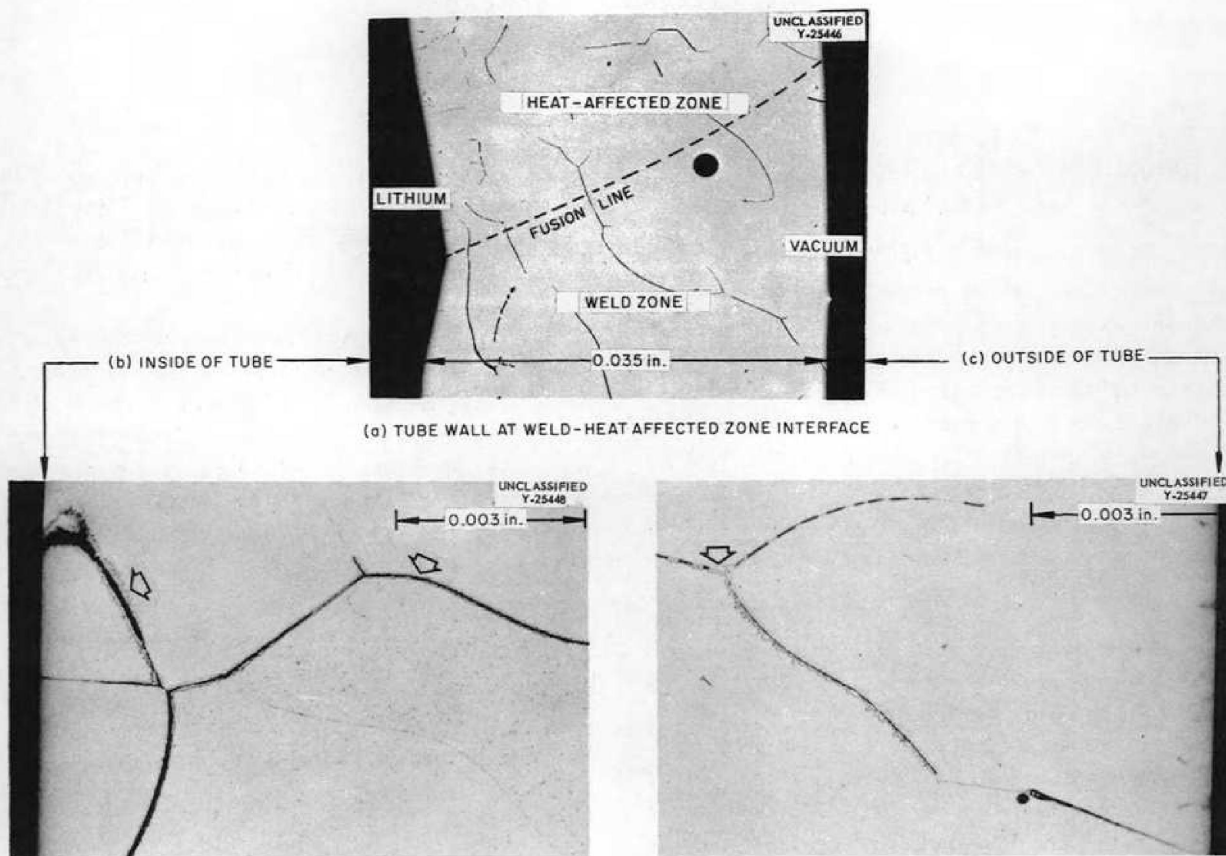 UNCLASSIFIED
Y-25446
HEAT-AFFECTED ZONE
LITHIUM
FUSION LINE
VACUUM
WELD ZONE
(b) INSIDE OF TUBE
0.035 in.
(c) OUTSIDE OF TUBE
(a) TUBE WALL AT WELD-HEAT AFFECTED ZONE INTERFACE
UNCLASSIFIED
Y-25448
0.003 in.
UNCLASSIFIED
Y-25447
0.003 in.